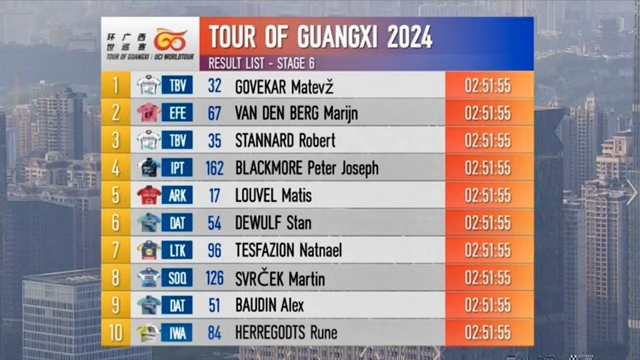 环广西
世巡赛
TOUR OF GUANGXI / UCI WORLDTOUR
TOUR OF GUANGXI 2024
RESULT LIST - STAGE 6
1 TBV 32 GOVEKAR Matevž 02:51:55
2 EFE 67 VAN DEN BERG Marijn 02:51:55
3 TBV 35 STANNARD Robert 02:51:55
4 IPT 162 BLACKMORE Peter Joseph 02:51:55
5 ARK 17 LOUVEL Matis 02:51:55
6 DAT 54 DEWULF Stan 02:51:55
7 LTK 96 TESFAZION Natnael 02:51:55
8 SOQ 126 SVRČEK Martin 02:51:55
9 DAT 51 BAUDIN Alex 02:51:55
10 IWA 84 HERREGODTS Rune 02:51:55